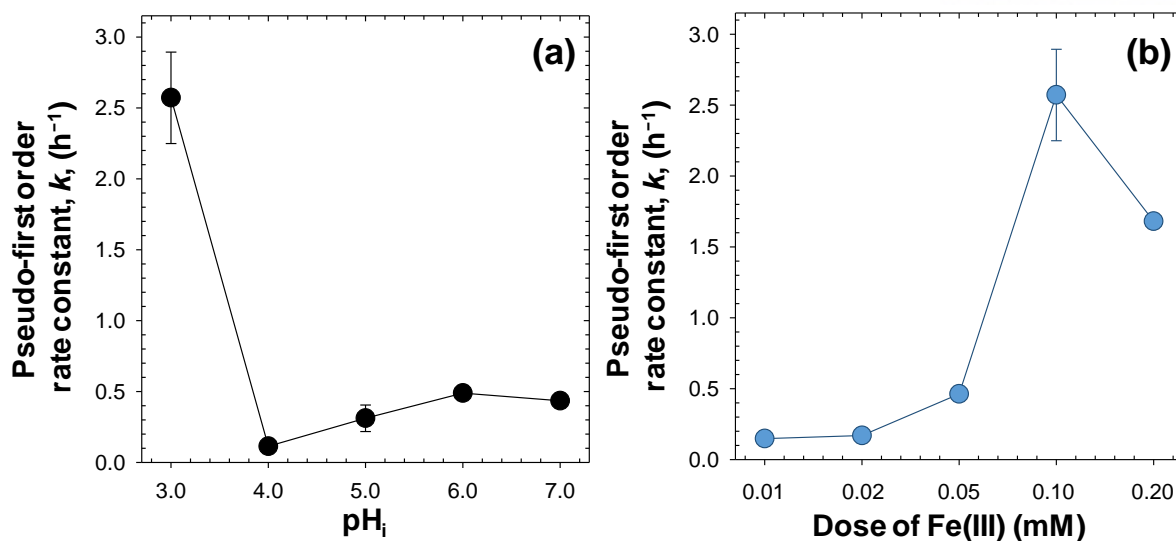 Pseudo-first order
rate constant, k, (h⁻¹)
3.0
2.5
2.0
1.5
1.0
0.5
0.0
(a)
3.0 4.0 5.0 6.0 7.0
pHᵢ
Pseudo-first order
rate constant, k, (h⁻¹)
3.0
2.5
2.0
1.5
1.0
0.5
0.0
(b)
0.01 0.02 0.05 0.10 0.20
Dose of Fe(III) (mM)